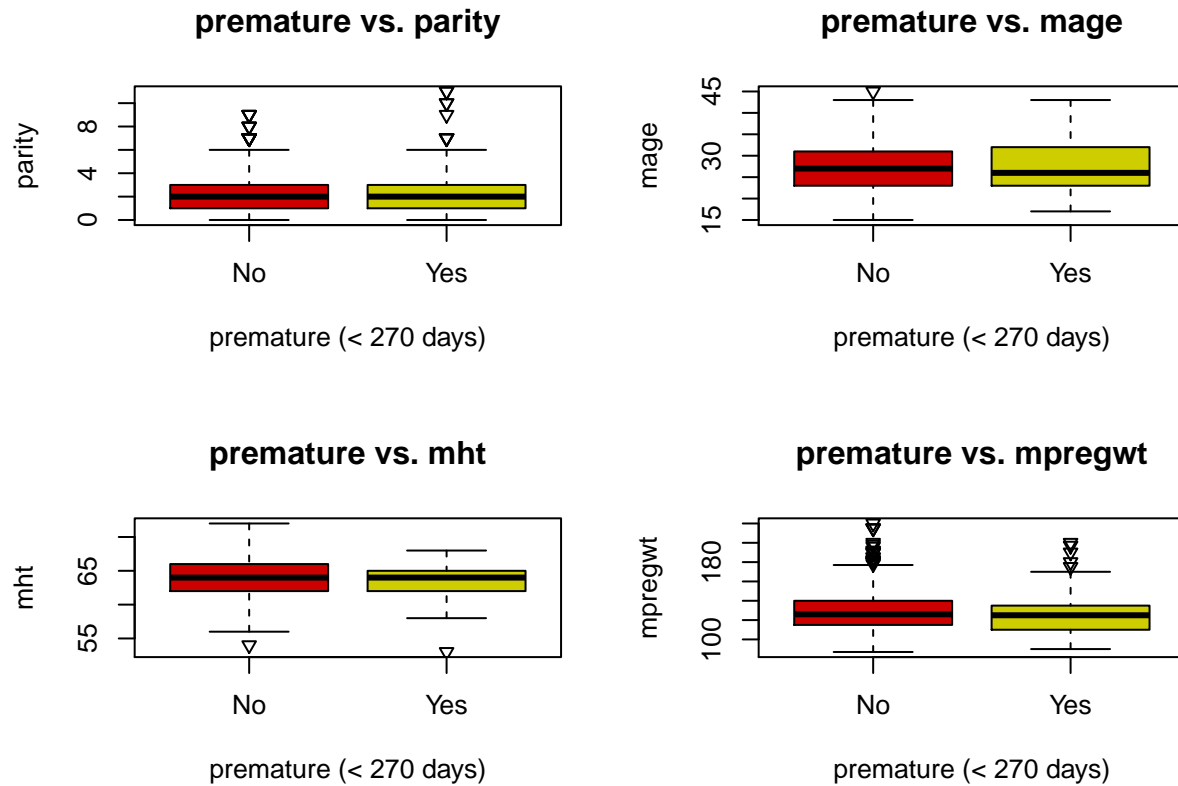 premature vs. parity
parity
8
4
0
No Yes
premature (< 270 days)
premature vs. mage
mage
45
30
15
No Yes
premature (< 270 days)
premature vs. mht
mht
65
55
No Yes
premature (< 270 days)
premature vs. mpregwt
mpregwt
180
100
No Yes
premature (< 270 days)